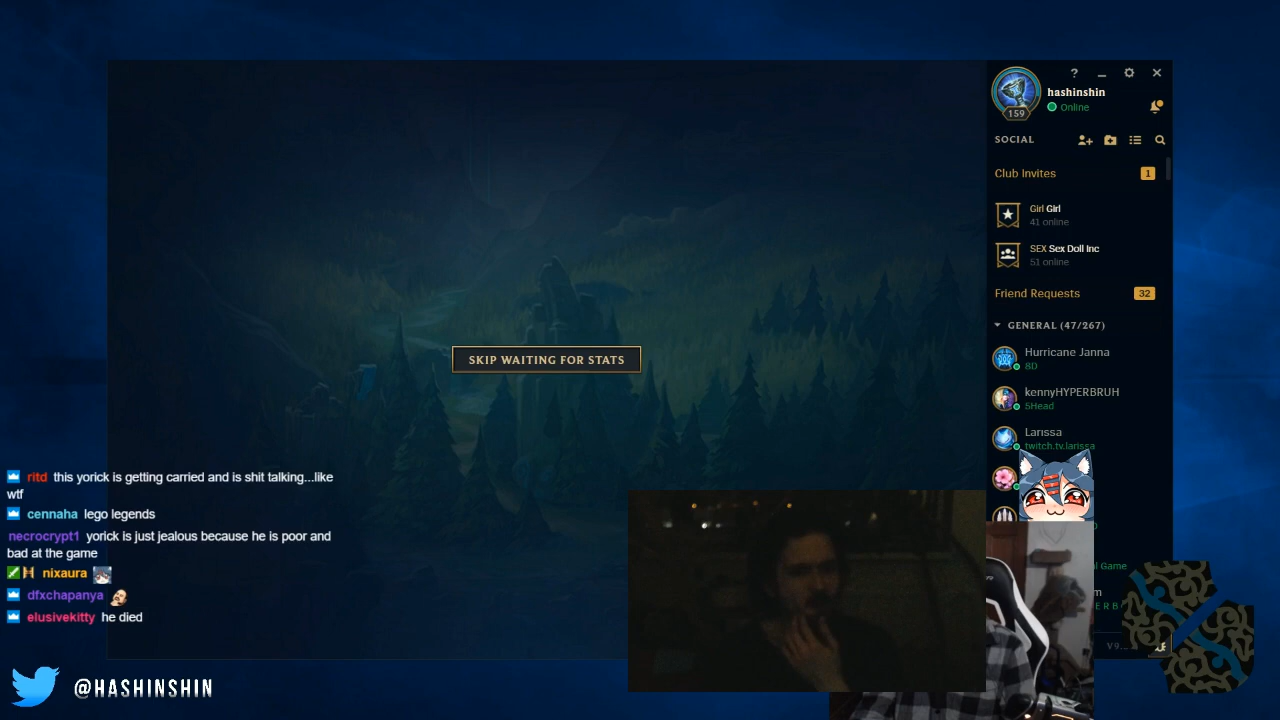 ?
hashinshin
159
Online
SOCIAL
Club Invites
1
Girl Girl
41 online
SEX Sex Doll Inc
51 online
Friend Requests
32
GENERAL (47/267)
Hurricane Janna
8D
kennyHYPERBRUH
5Head
Larissa
twitch.tv.larissa
SKIP WAITING FOR STATS
ritd this yorick is getting carried and is shit talking...like
wtf
cennaha lego legends
necrocrypt1 yorick is just jealous because he is poor and
bad at the game
nixaura
dfxchapanya
elusivekitty he died
Game
@HASHINSHIN